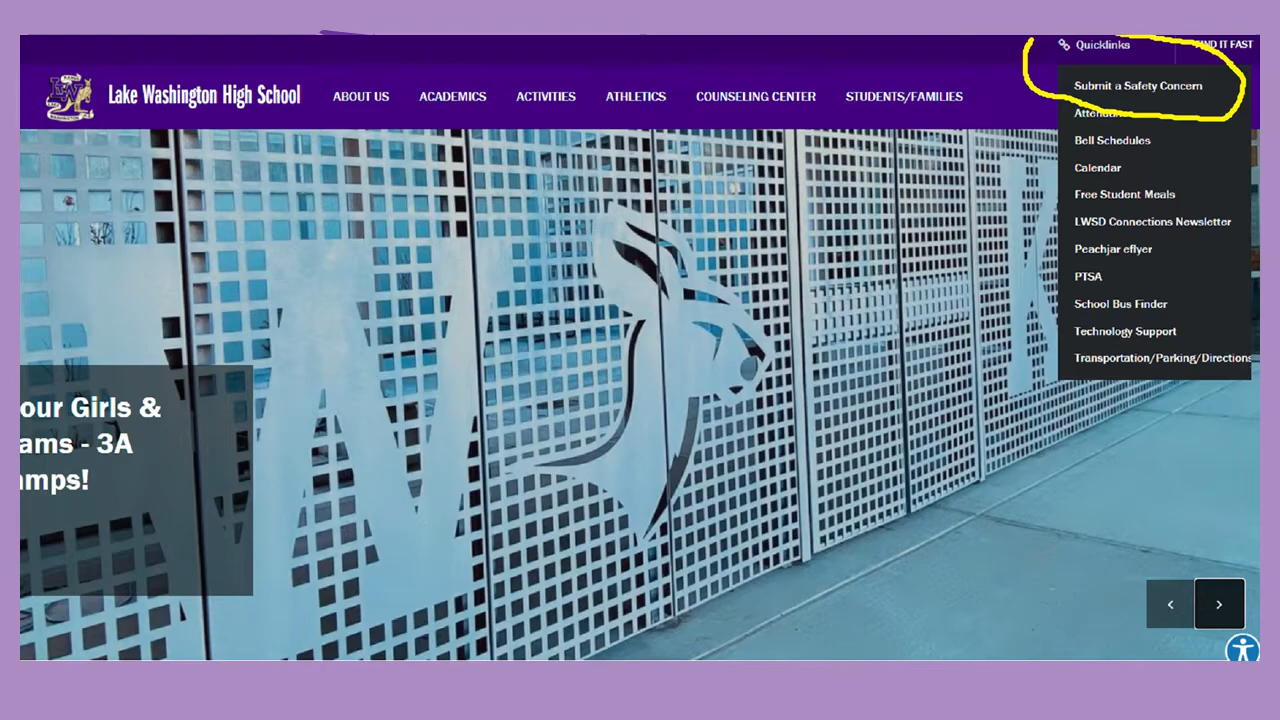 Quicklinks
FIND IT FAST
Lake Washington High School
ABOUT US
ACADEMICS
ACTIVITIES
ATHLETICS
COUNSELING CENTER
STUDENTS/FAMILIES
Submit a Safety Concern
Bell Schedules
Calendar
Free Student Meals
LWSD Connections Newsletter
Peachjar eflyer
PTSA
School Bus Finder
Technology Support
Transportation/Parking/Directions
W
K
our Girls &
ams - 3A
amps!